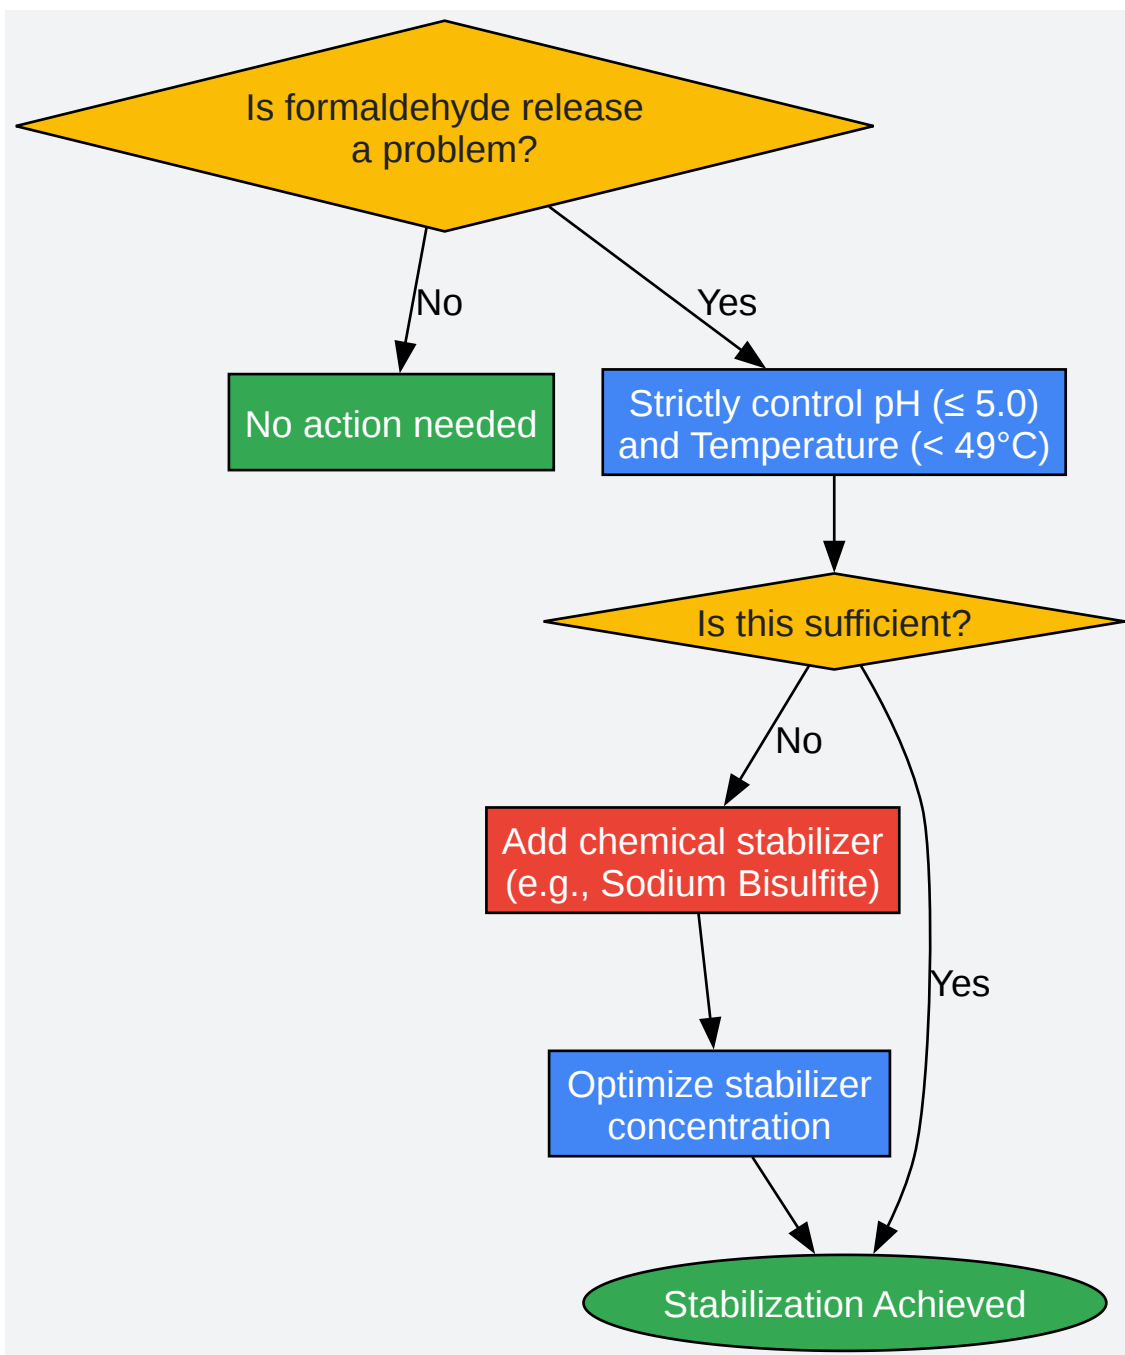 Is formaldehyde release
a problem?
No
Yes
No action needed
Strictly control pH (≤ 5.0)
and Temperature (< 49°C)
Is this sufficient?
No
Add chemical stabilizer
(e.g., Sodium Bisulfite)
Yes
Optimize stabilizer
concentration
Stabilization Achieved